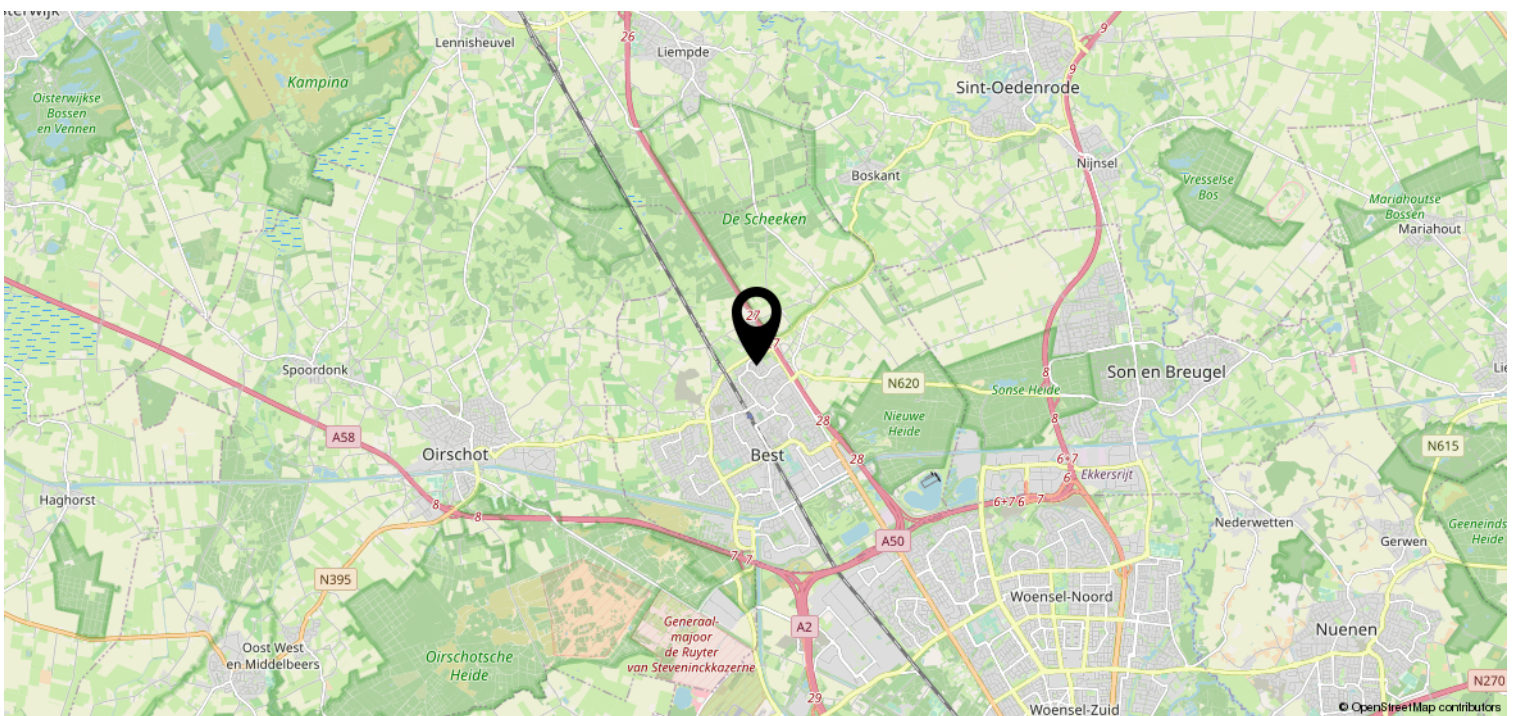 Lennisheuvel
26
Liempde
9
Kampina
9
Sint-Oedenrode
Oisterwijkse
Bossen
en Vennen
Nijnsel
Boskant
Vresselse
Bos
Mariahoutse
Bossen
De Scheeken
Mariahout
27
7
Spoordonk
8
Son en Breugel
N620
Sonse Heide
Nieuwe
Heide
28
8
A58
Oirschot
Best
28
6+7
N615
6
Ekkersrijt
Haghorst
8
8
6+7
6
7
Nederwetten
Geneinds
Heide
A50
Gerwen
7
7
N395
Woensel-Noord
Generaal-
majoor
de Ruyter
van Steveninckkazerne
A2
Nuenen
Oost West
en Middelbeers
Oirschotsche
Heide
N270
29
Woensel-Zuid
© OpenStreetMap contributors